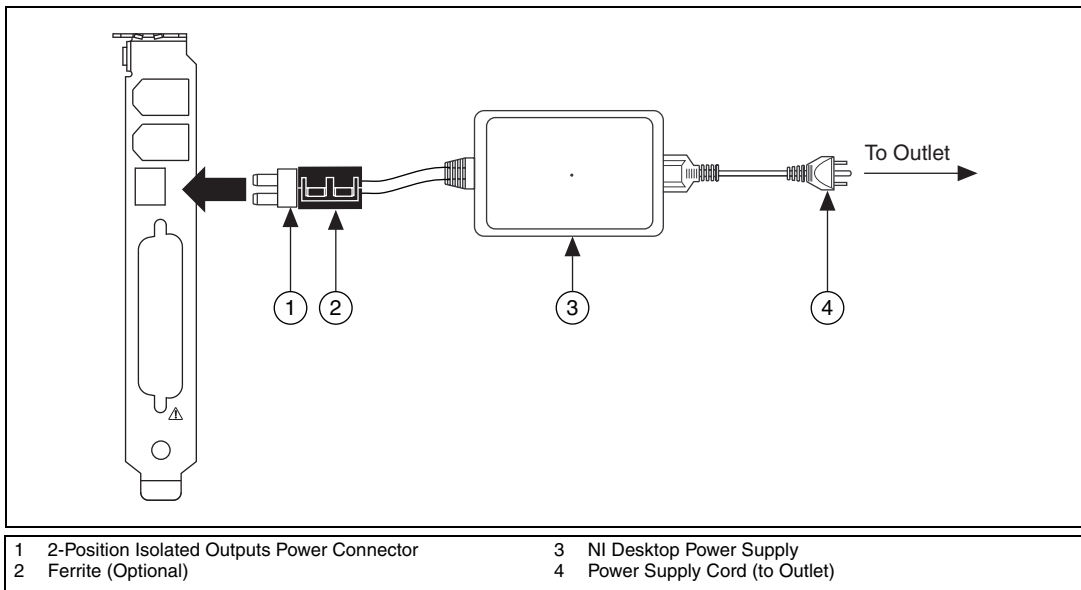 To Outlet
1 2 3 4
1 2-Position Isolated Outputs Power Connector
2 Ferrite (Optional)
3 NI Desktop Power Supply
4 Power Supply Cord (to Outlet)